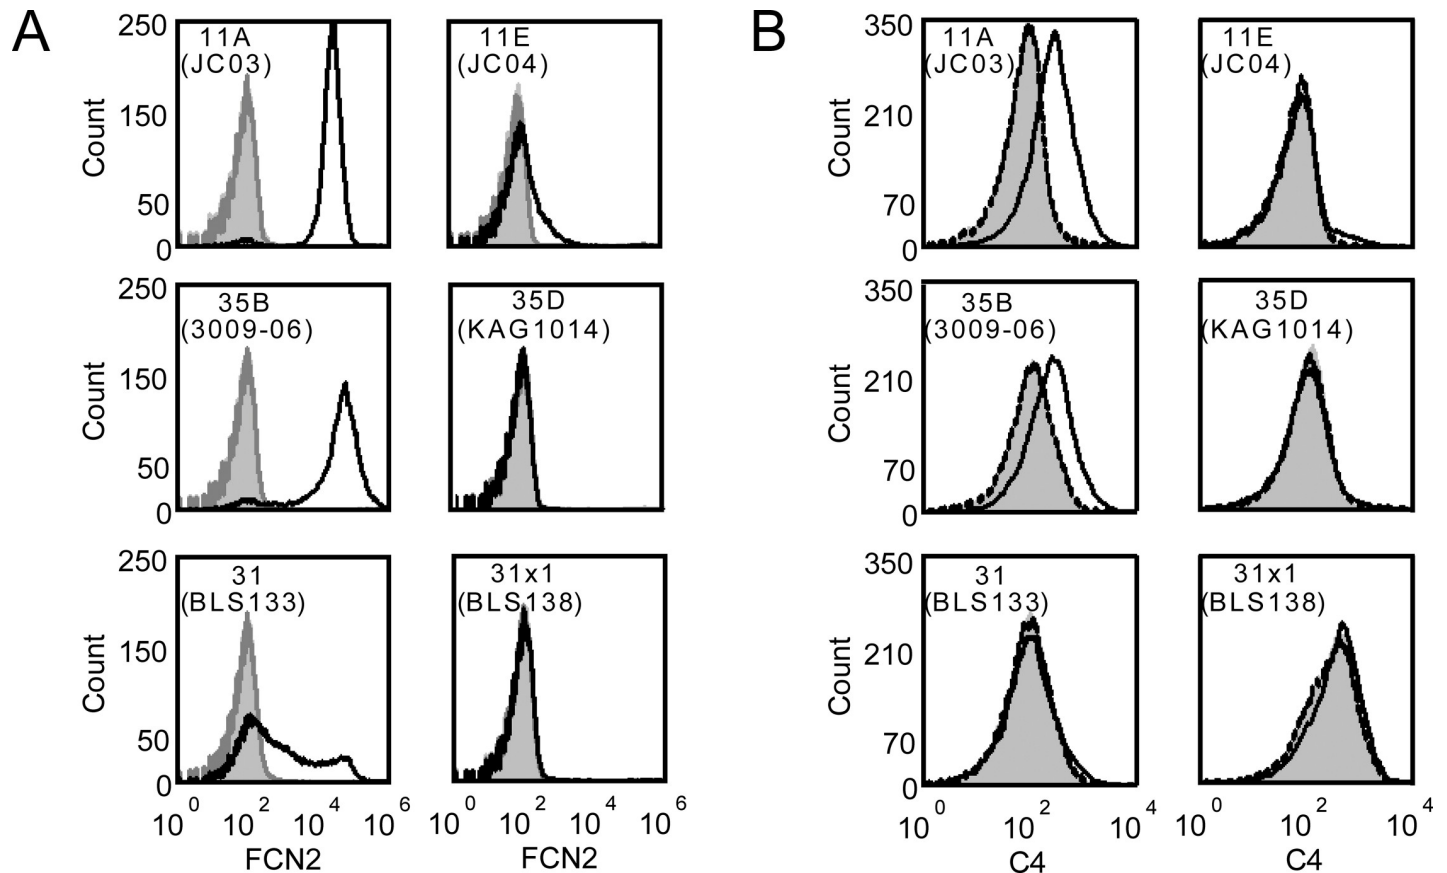 A
B
250
150
50
0
Count
11A
(JC03)
11E
(JC04)
350
210
70
0
Count
11A
(JC03)
11E
(JC04)
250
150
50
0
Count
35B
(3009-06)
35D
(KAG1014)
350
210
70
0
Count
35B
(3009-06)
35D
(KAG1014)
250
150
50
0
Count
31
(BLS133)
31x1
(BLS138)
350
210
70
0
Count
31
(BLS133)
31x1
(BLS138)
10^0 10^2 10^4 10^6
FCN2
10^0 10^2 10^4 10^6
FCN2
10^0 10^2 10^4
C4
10^0 10^2 10^4
C4